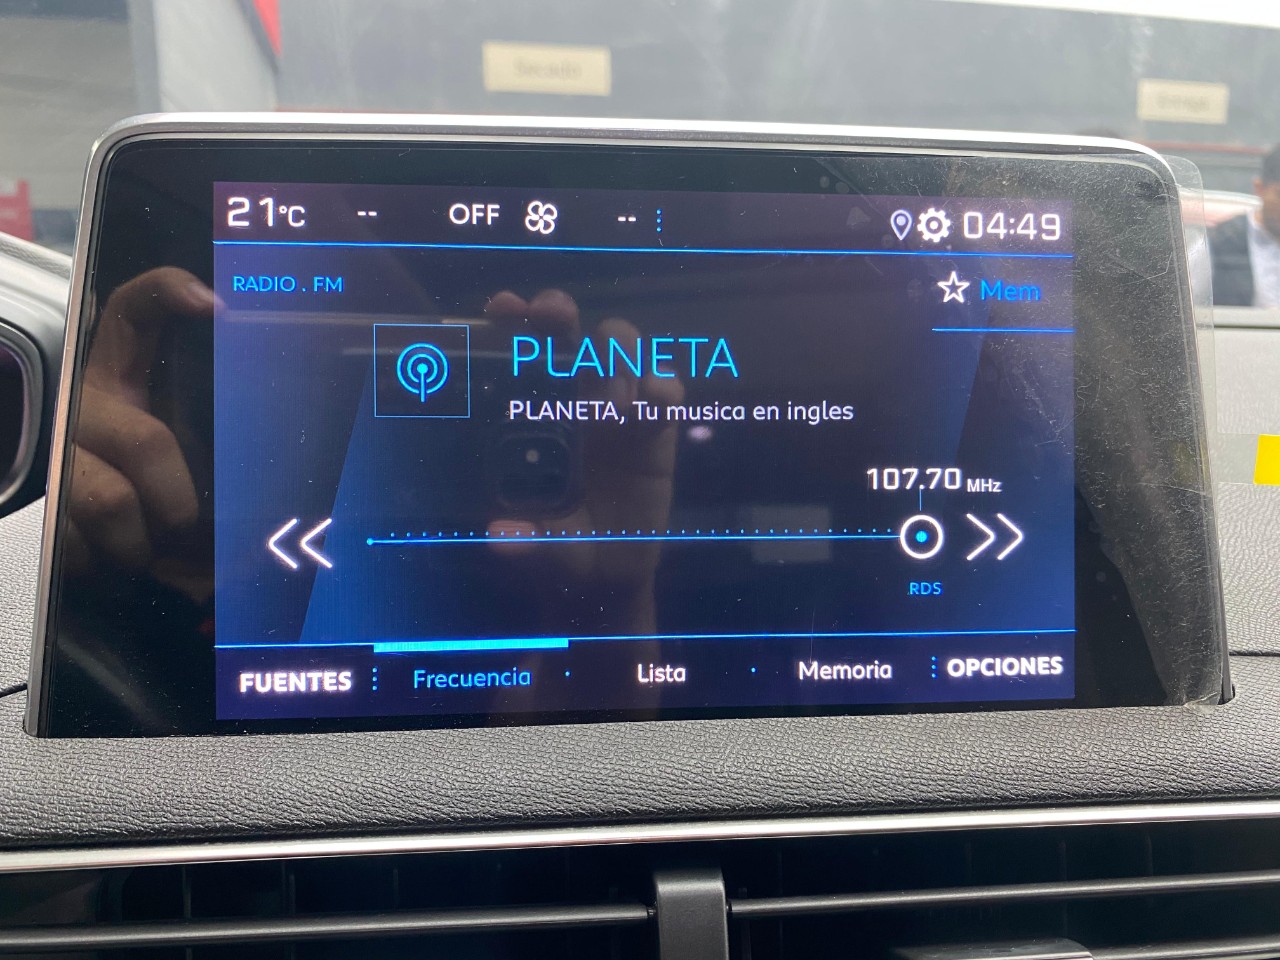 21°C -- OFF -- 04:49
RADIO . FM
Mem
PLANETA
PLANETA, Tu musica en ingles
107.70 MHz
RDS
FUENTES Frecuencia Lista Memoria OPCIONES